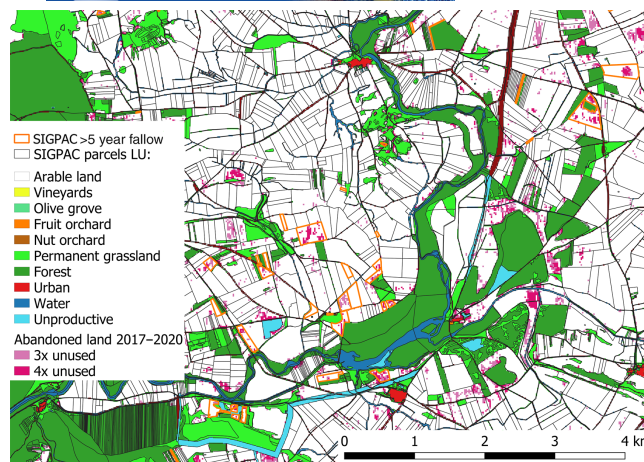 SIGPAC >5 year fallow
SIGPAC parcels LU:
Arable land
Vineyards
Olive grove
Fruit orchard
Nut orchard
Permanent grassland
Forest
Urban
Water
Unproductive
Abandoned land 2017–2020
3x unused
4x unused
0 1 2 3 4 km